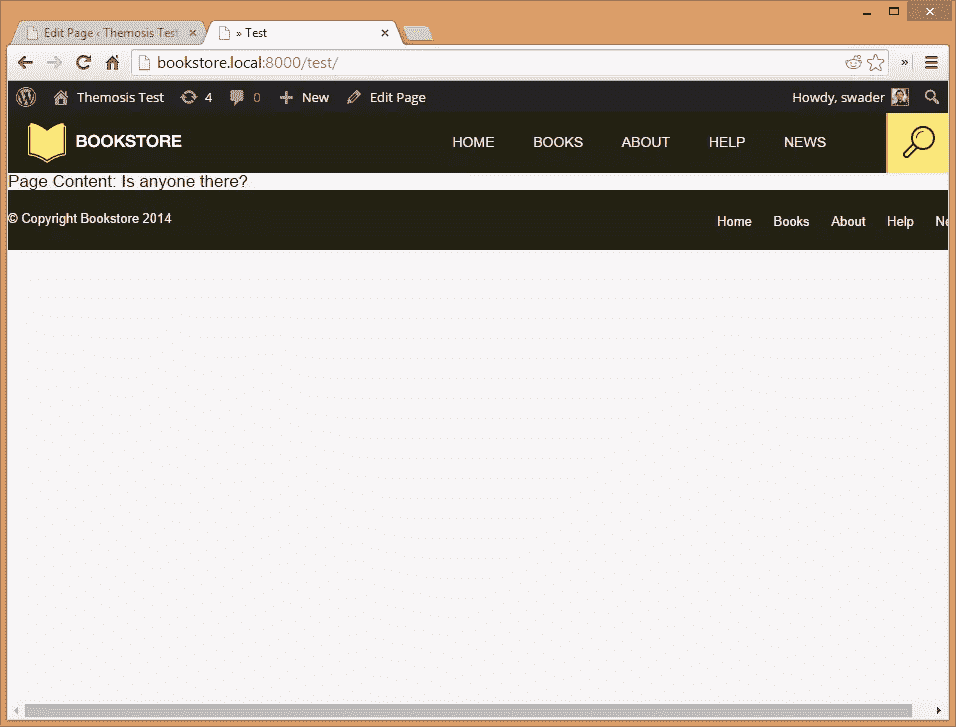 Edit Page ‹ Themosis Test
» Test
bookstore.local:8000/test/
Themosis Test 4 0 New Edit Page Howdy, swader
BOOKSTORE HOME BOOKS ABOUT HELP NEWS
Page Content: Is anyone there?
© Copyright Bookstore 2014 Home Books About Help Ne